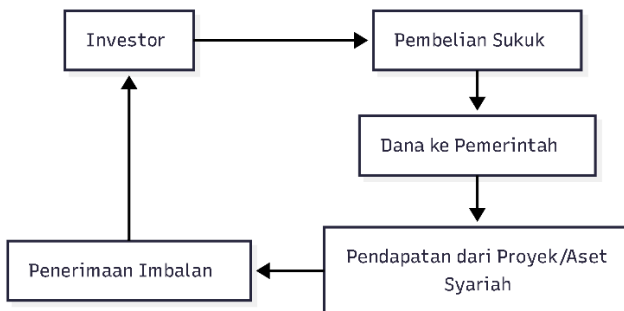 Investor
Pembelian Sukuk
Dana ke Pemerintah
Pendapatan dari Proyek/Aset
Syariah
Penerimaan Imbalan